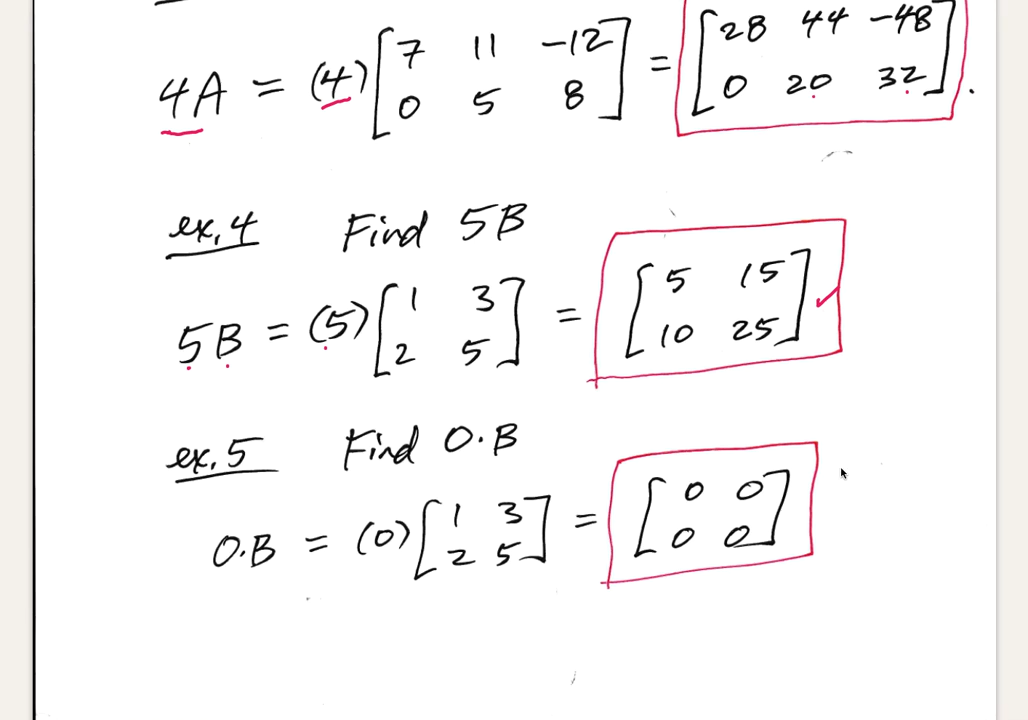 4A = (4) [7 11 -12 = [28 44 -48
0 5 8] 0 20 32].
ex.4 Find 5B
5B = (5) [1 3 = [5 15
2 5] 10 25]
ex.5 Find 0·B
0·B = (0) [1 3 = [0 0
2 5] 0 0]